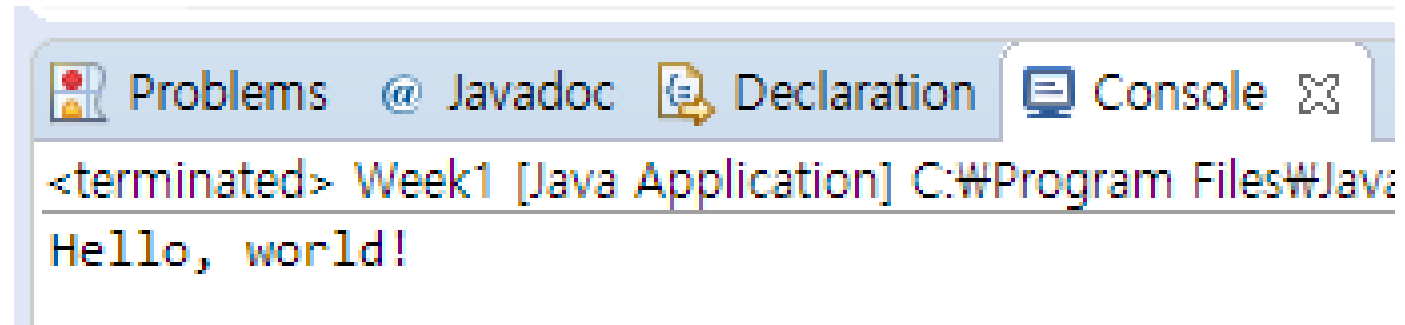 Problems @ Javadoc Declaration Console
<terminated> Week1 [Java Application] C:₩Program Files₩Java
Hello, world!